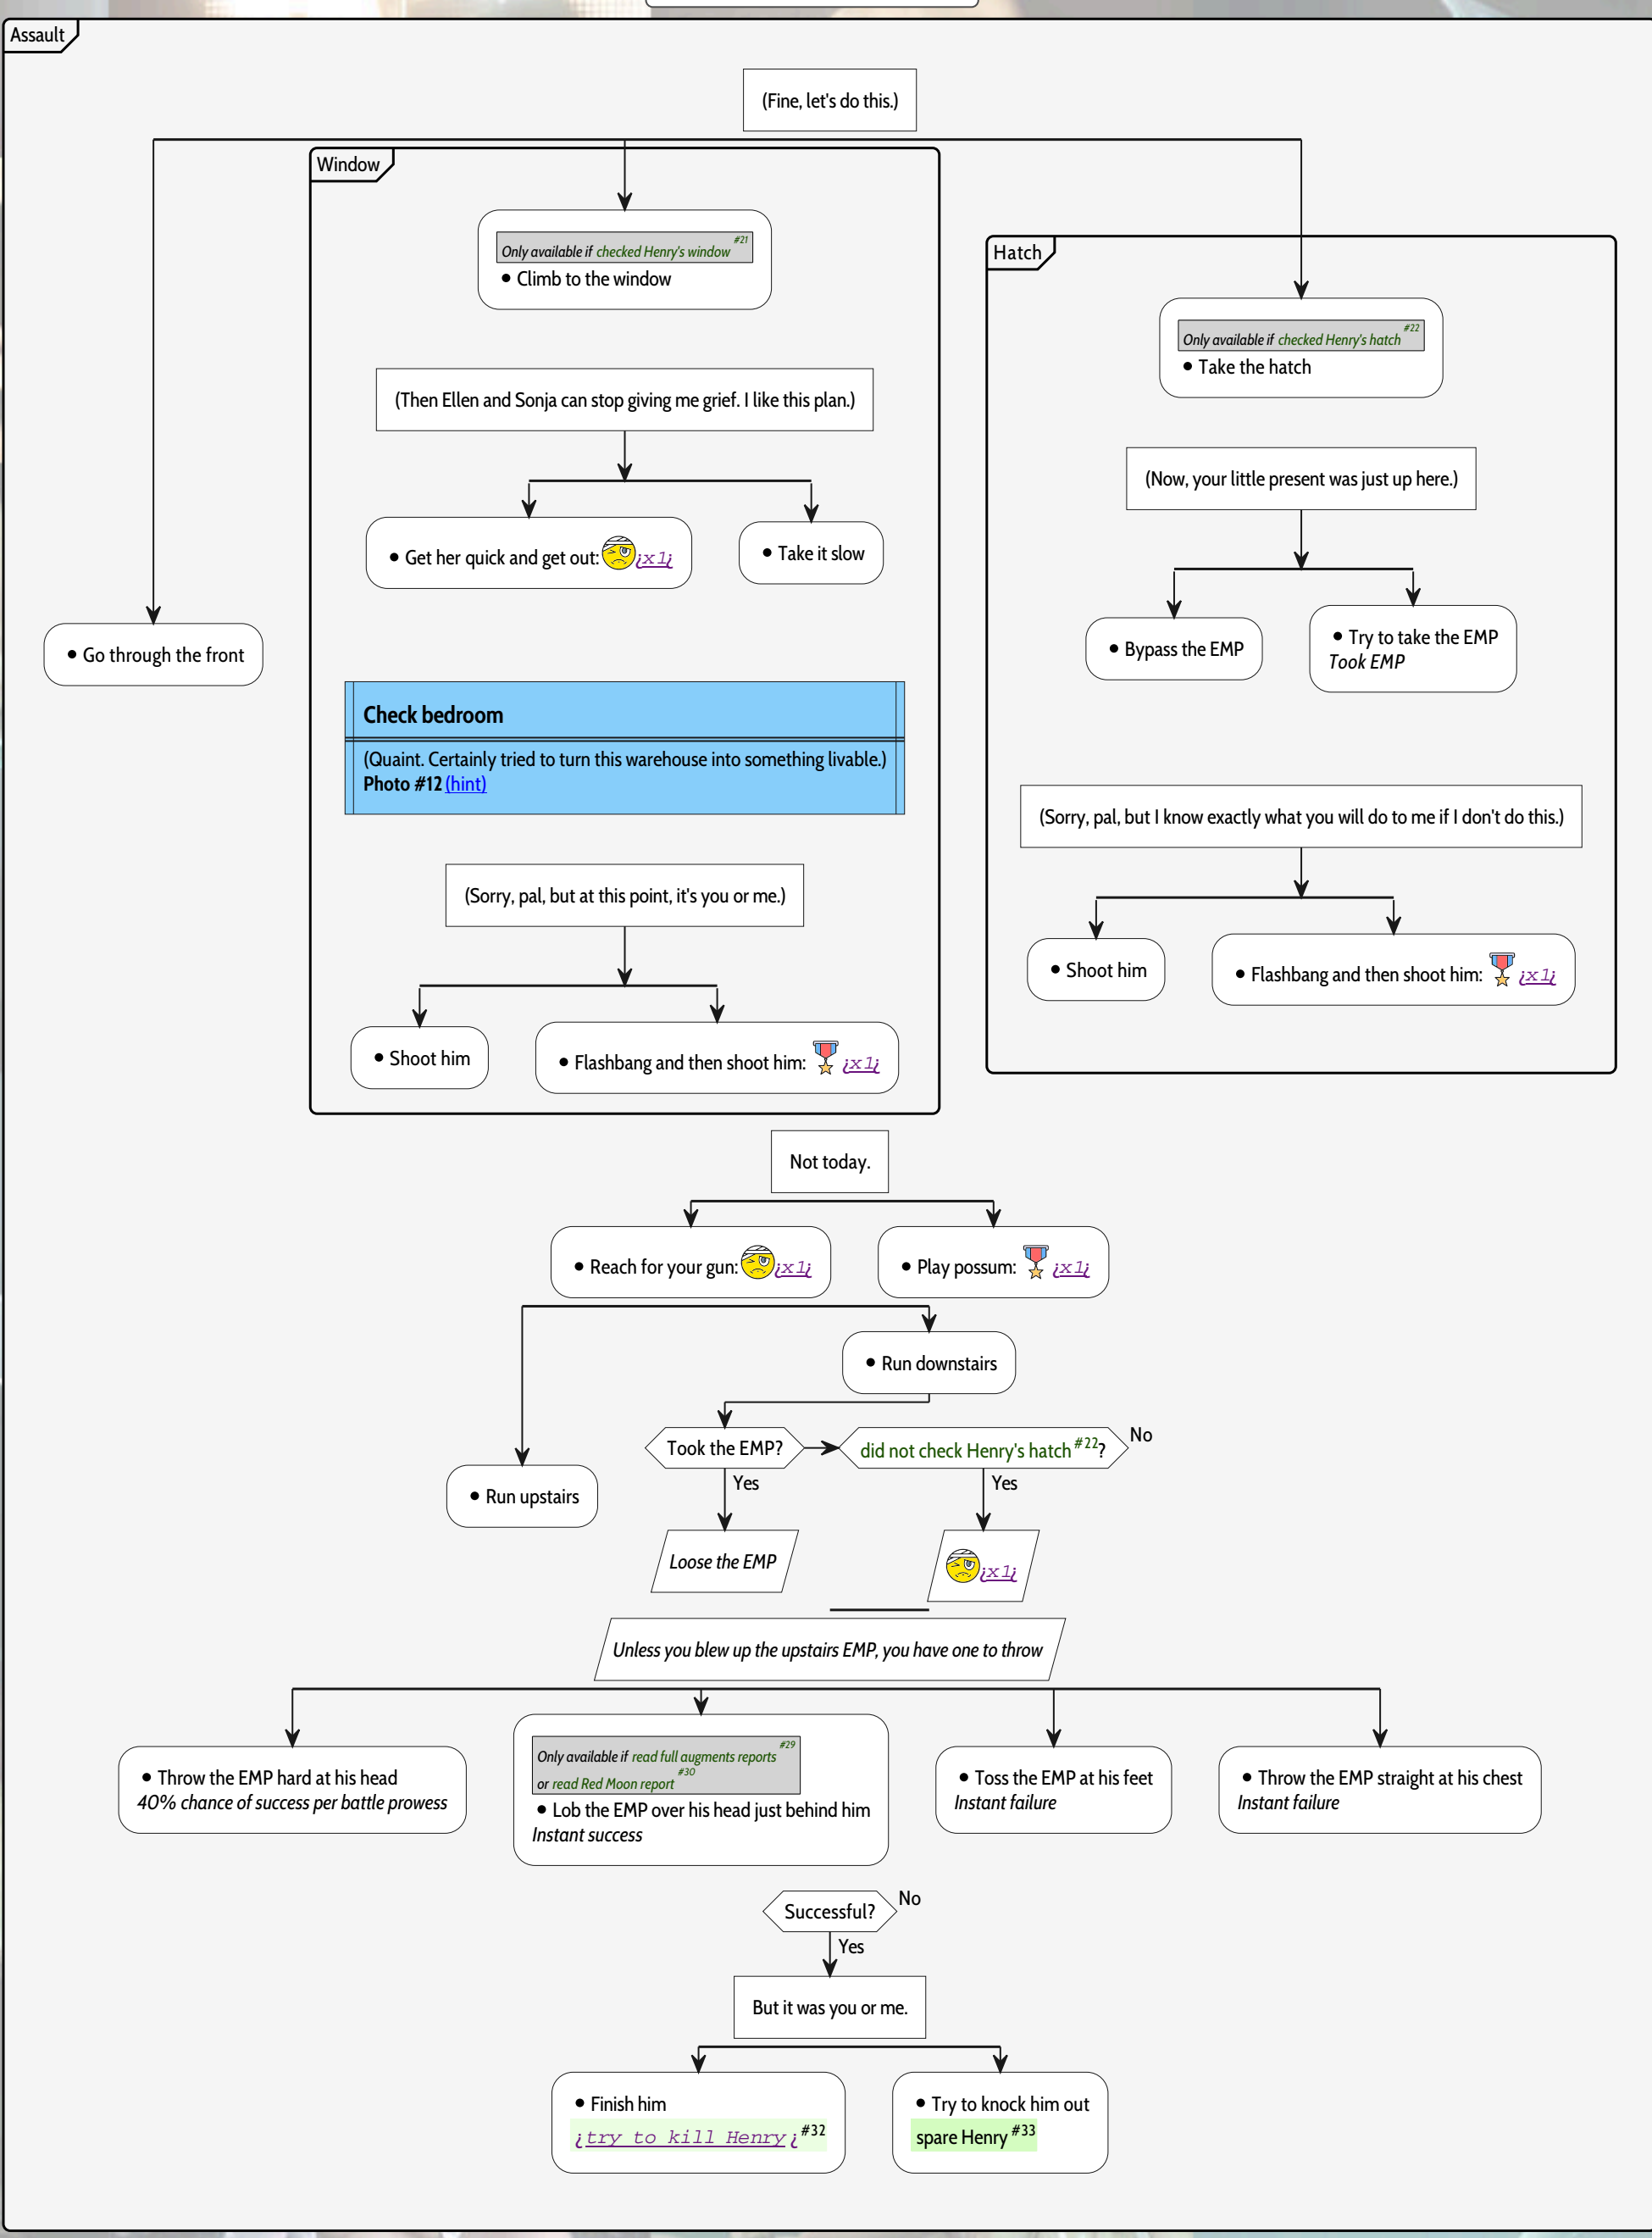 Assault
(Fine, let's do this.)
Window
Only available if checked Henry's window #21
• Climb to the window
Hatch
Only available if checked Henry's hatch #22
• Take the hatch
(Then Ellen and Sonja can stop giving me grief. I like this plan.)
(Now, your little present was just up here.)
• Get her quick and get out: ¿x1¿
• Take it slow
• Go through the front
• Bypass the EMP
• Try to take the EMP
Took EMP
Check bedroom
(Quaint. Certainly tried to turn this warehouse into something livable.)
Photo #12 (hint)
(Sorry, pal, but I know exactly what you will do to me if I don't do this.)
(Sorry, pal, but at this point, it's you or me.)
• Shoot him
• Flashbang and then shoot him: ¿x1¿
• Shoot him
• Flashbang and then shoot him: ¿x1¿
Not today.
• Reach for your gun: ¿x1¿
• Play possum: ¿x1¿
• Run downstairs
Took the EMP?
did not check Henry's hatch #22?
No
Yes
Yes
• Run upstairs
Loose the EMP
¿x1¿
Unless you blew up the upstairs EMP, you have one to throw
• Throw the EMP hard at his head
40% chance of success per battle prowess
Only available if read full augments reports #29
or read Red Moon report #30
• Lob the EMP over his head just behind him
Instant success
• Toss the EMP at his feet
Instant failure
• Throw the EMP straight at his chest
Instant failure
Successful?
No
Yes
But it was you or me.
• Finish him
¿try to kill Henry¿ #32
• Try to knock him out
spare Henry #33